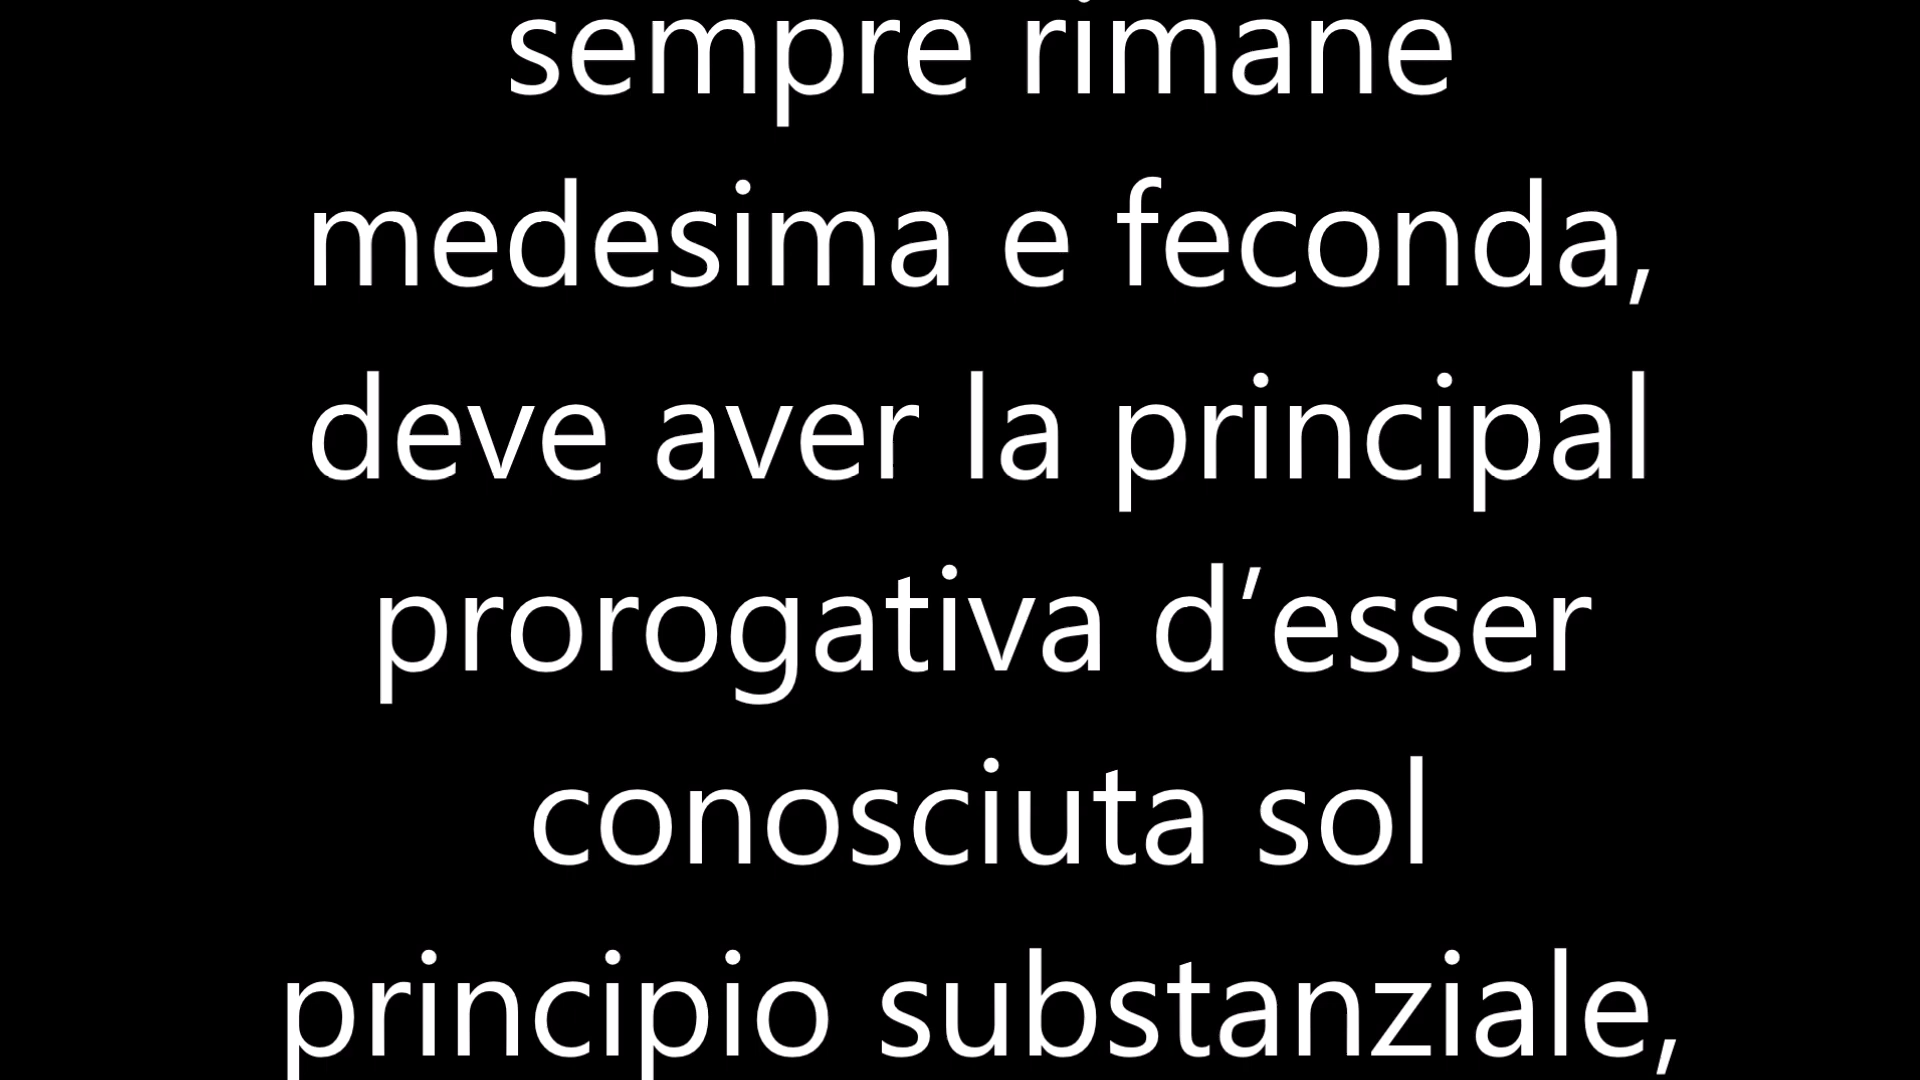 sempre rimane
medesima e feconda,
deve aver la principal
prorogativa d’esser
conosciuta sol
principio substanziale,